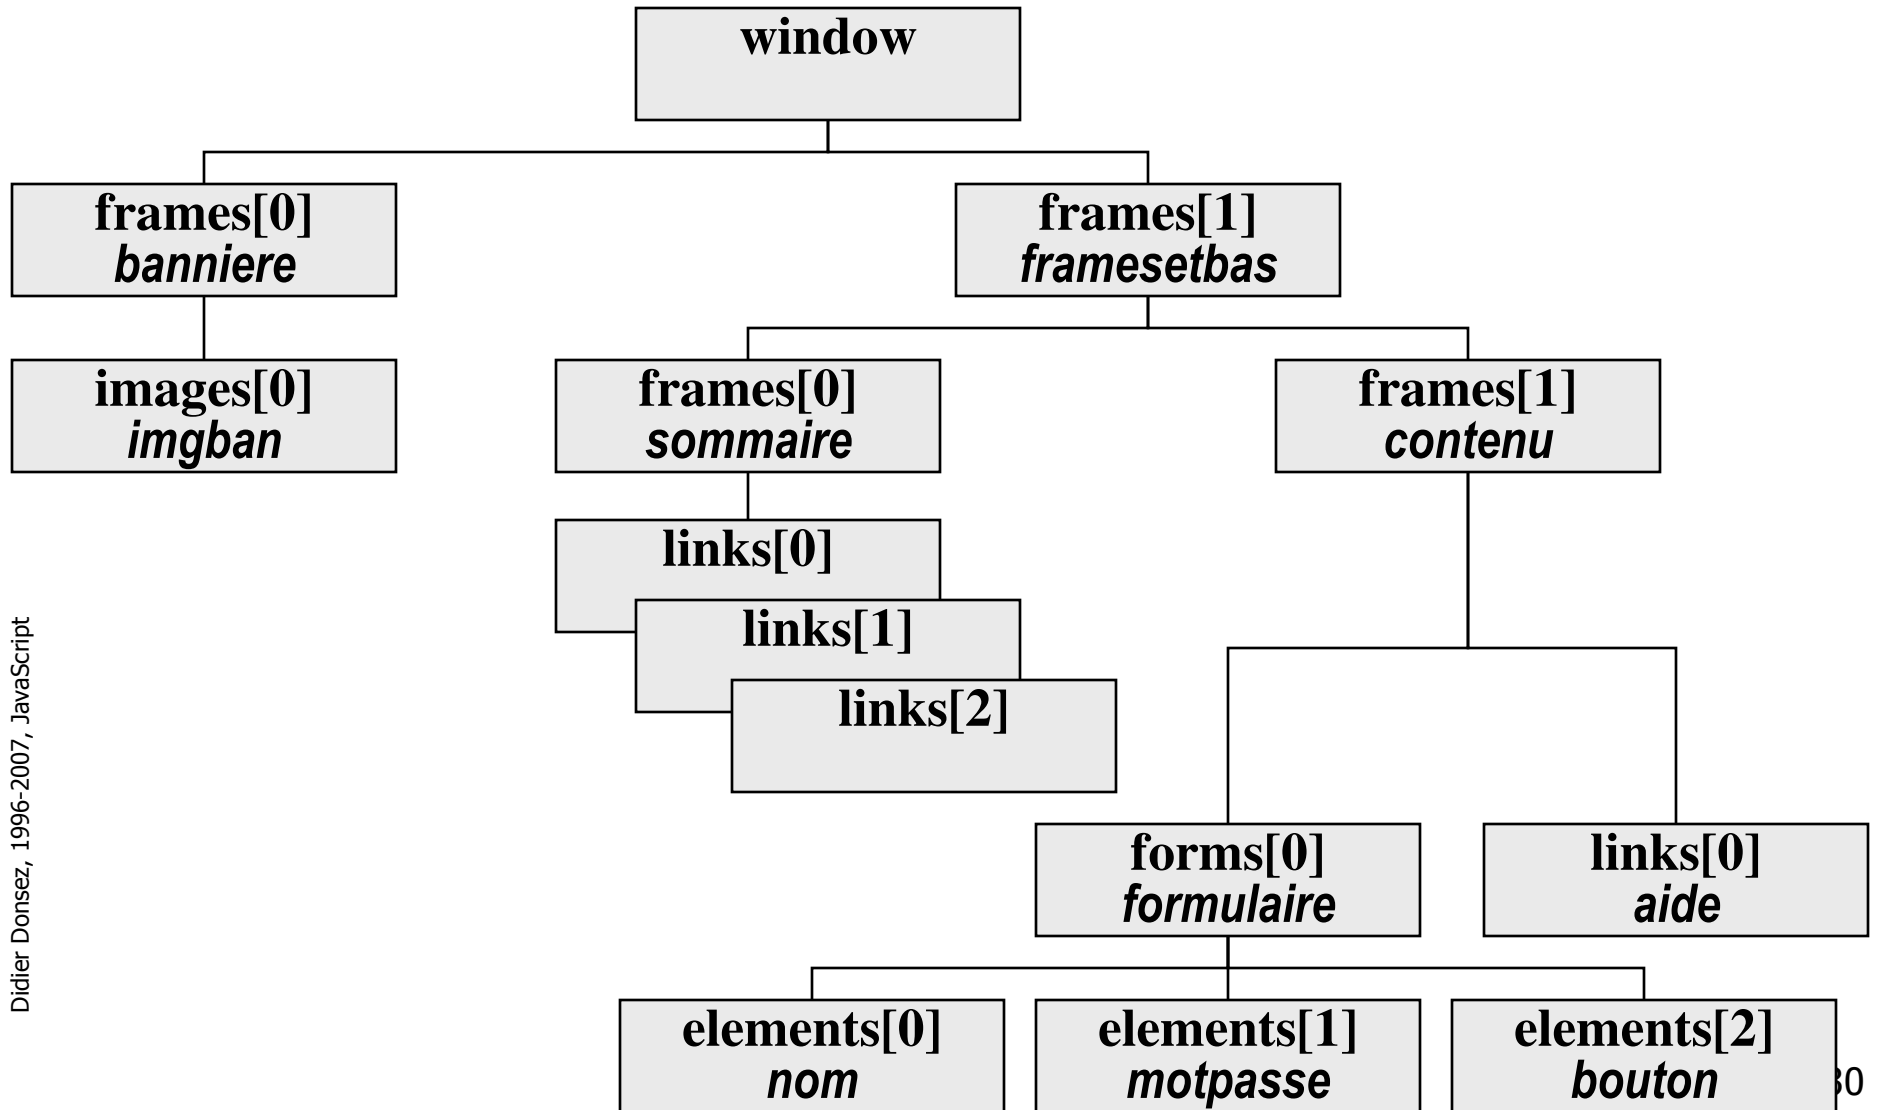 window
frames[0]
banniere
frames[1]
framesetbas
images[0]
imgban
frames[0]
sommaire
frames[1]
contenu
links[0]
links[1]
links[2]
forms[0]
formulaire
links[0]
aide
elements[0]
nom
elements[1]
motpasse
elements[2]
bouton
Didier Donsez, 1996-2007, JavaScript